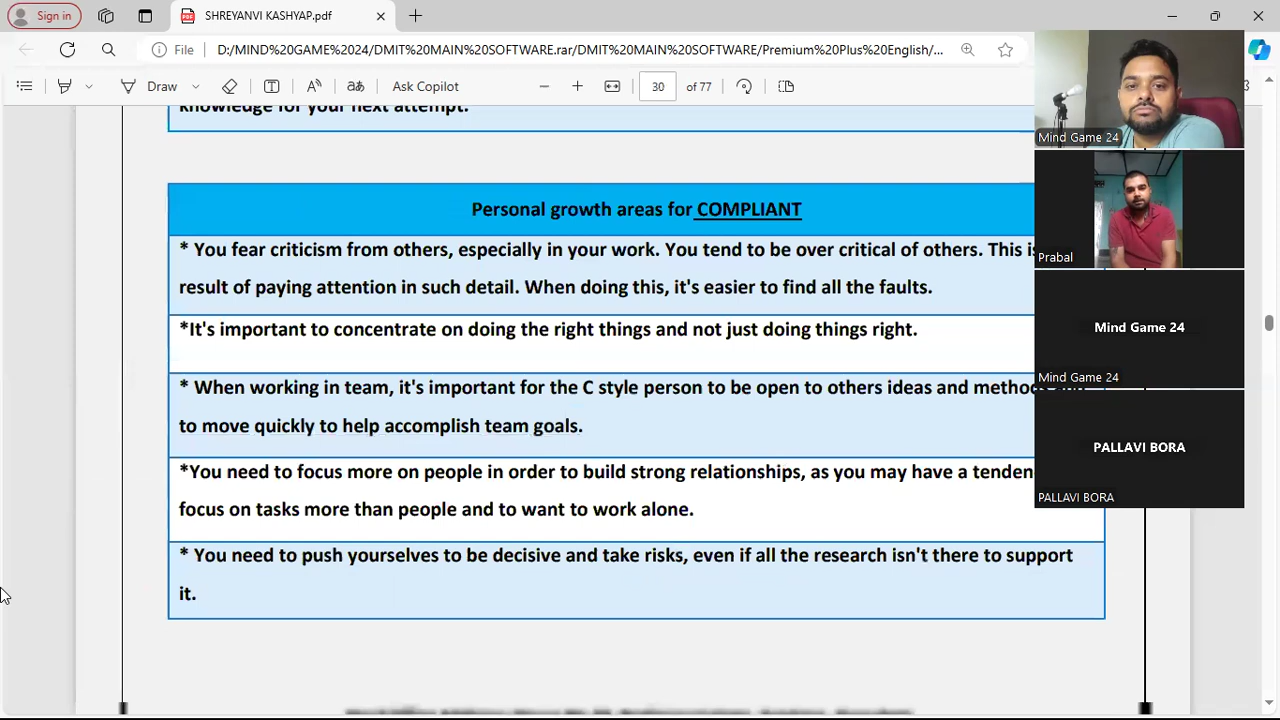 Sign in
SHREYANVI KASHYAP.pdf
File
D:/MIND%20GAME%2024/DMIT%20MAIN%20SOFTWARE.rar/DMIT%20MAIN%20SOFTWARE/Premium%20Plus%20English/...
Draw
Ask Copilot
30 of 77
knowledge for your next attempt.
Personal growth areas for COMPLIANT
* You fear criticism from others, especially in your work. You tend to be over critical of others. This is
result of paying attention in such detail. When doing this, it's easier to find all the faults.
*It's important to concentrate on doing the right things and not just doing things right.
* When working in team, it's important for the C style person to be open to others ideas and methods and
to move quickly to help accomplish team goals.
*You need to focus more on people in order to build strong relationships, as you may have a tenden
focus on tasks more than people and to want to work alone.
* You need to push yourselves to be decisive and take risks, even if all the research isn't there to support
it.
Mind Game 24
Prabal
Mind Game 24
Mind Game 24
PALLAVI BORA
PALLAVI BORA